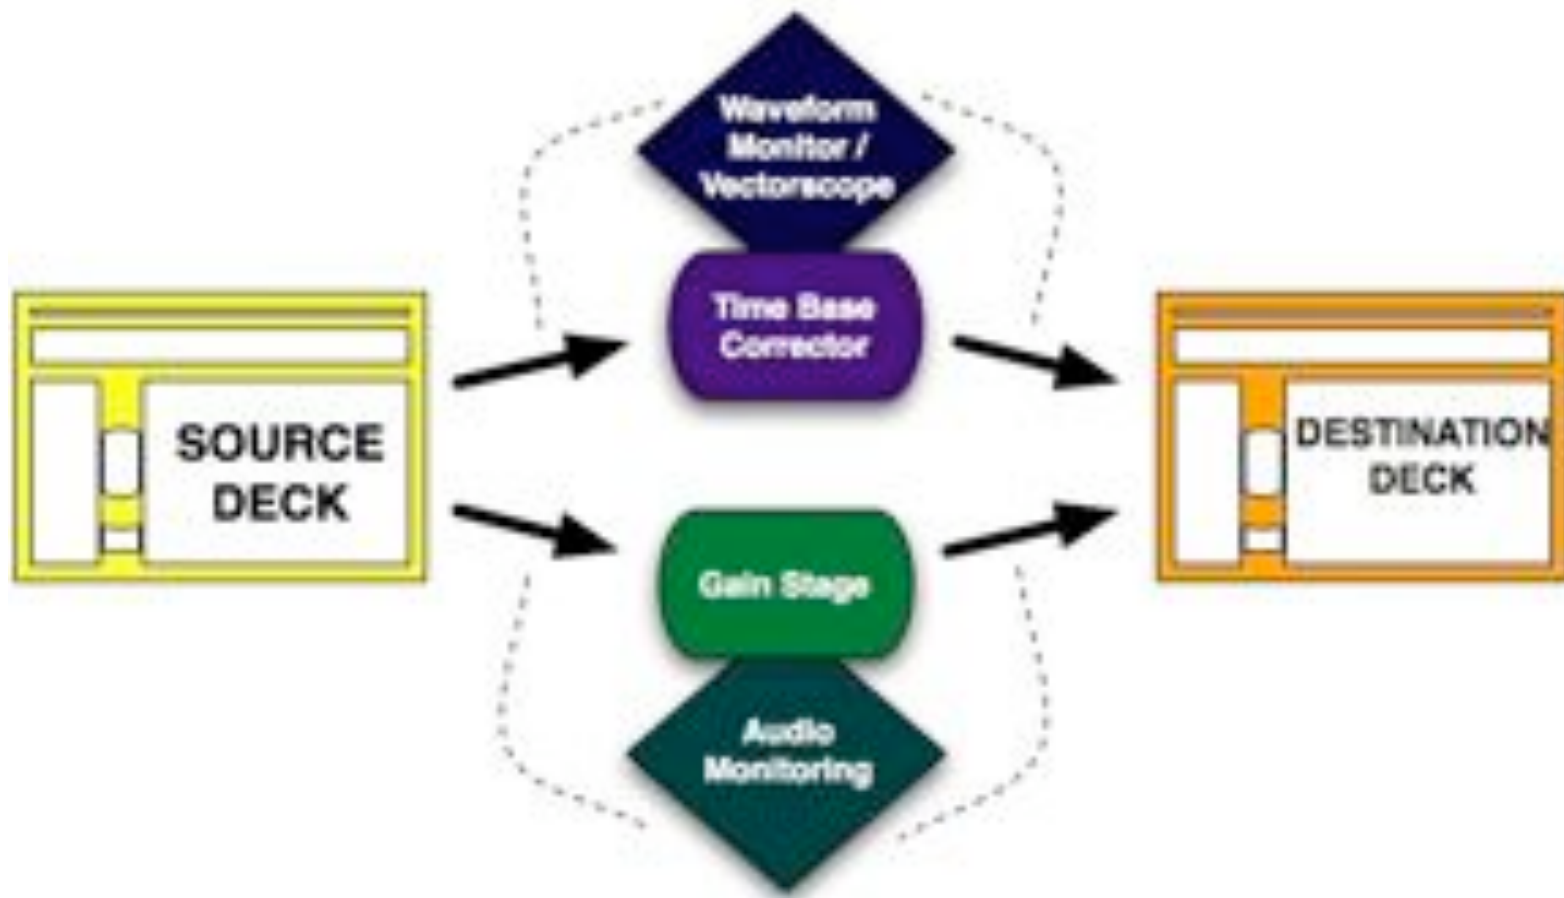 Waveform
Monitor /
Vectorscope
Time Base
Corrector
SOURCE
DECK
DESTINATION
DECK
Gain Stage
Audio
Monitoring